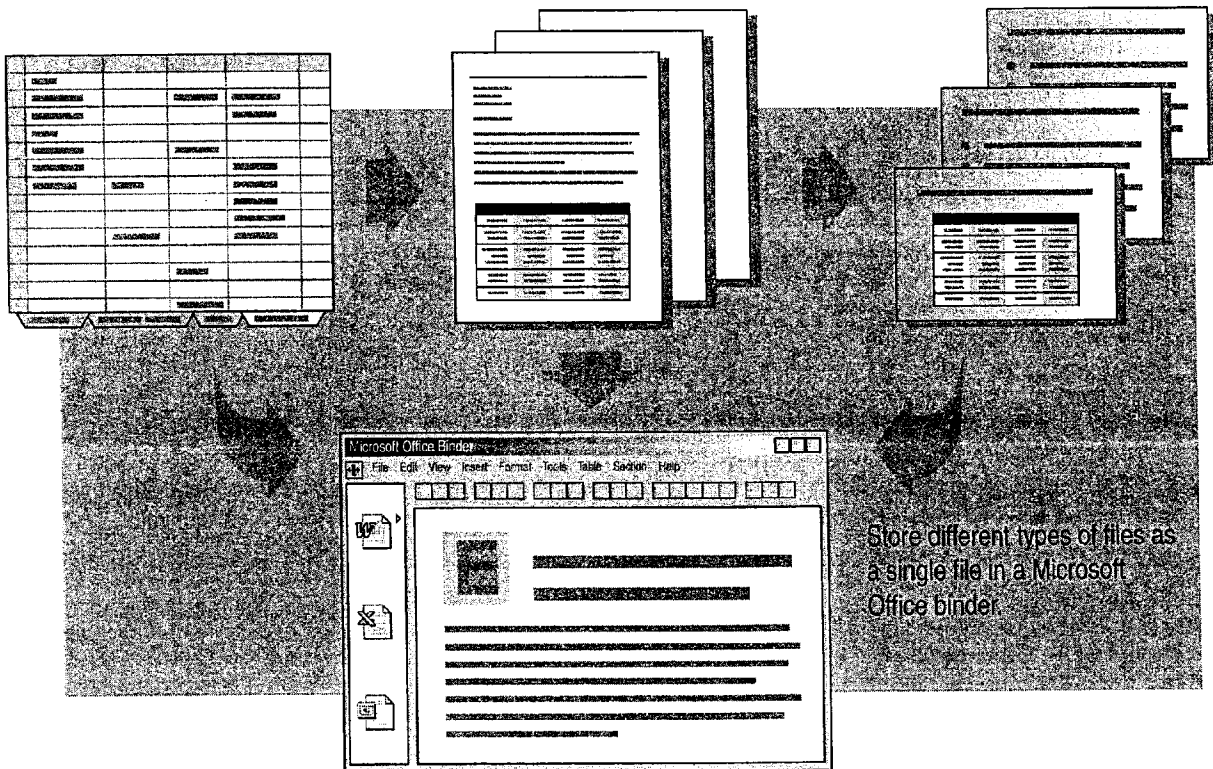 Microsoft Office Binder
File Edit View Insert Format Tools Table Section Help
W
X
Store different types of files as
a single file in a Microsoft
Office binder.